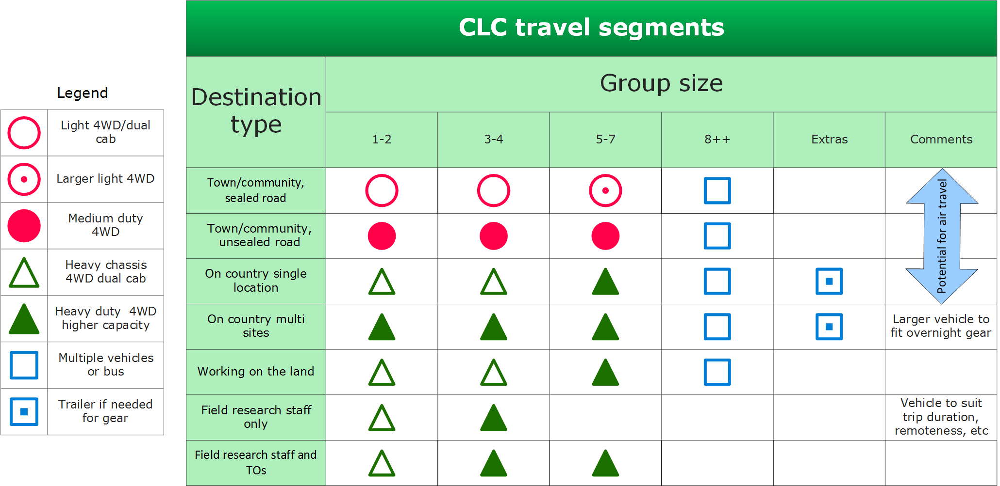 CLC travel segments
Destination
type
Group size
1-2
3-4
5-7
8++
Extras
Comments
Legend
Light 4WD/dual
cab
Larger light 4WD
Medium duty
4WD
Heavy chassis
4WD dual cab
Heavy duty  4WD
higher capacity
Multiple vehicles
or bus
Trailer if needed
for gear
Town/community,
sealed road
Potential for air travel
Town/community,
unsealed road
On country single
location
On country multi
sites
Larger vehicle to
fit overnight gear
Working on the land
Field research staff
only
Vehicle to suit
trip duration,
remoteness, etc
Field research staff and
TOs